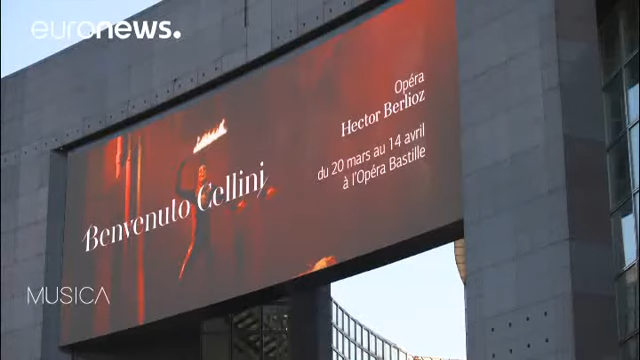 euronews.
Opéra
Hector Berlioz
du 20 mars au 14 avril
à l'Opéra Bastille
Benvenuto Cellini
MUSICA